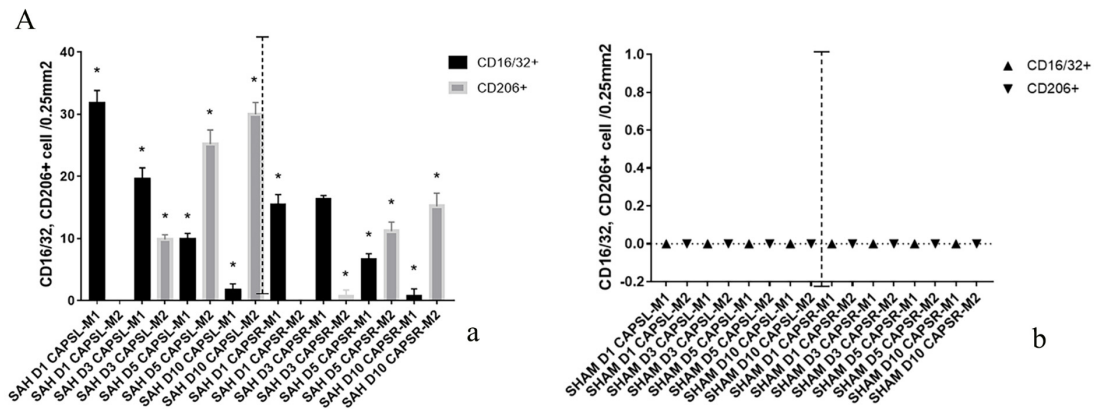 A
CD16/32, CD206+ cell /0.25mm2
40
30
20
10
0
*
*
*
*
*
*
*
*
*
*
*
*
*
CD16/32+
CD206+
SAH D1 CAPSL-M1
SAH D1 CAPSL-M2
SAH D3 CAPSL-M1
SAH D3 CAPSL-M2
SAH D5 CAPSL-M1
SAH D5 CAPSL-M2
SAH D10 CAPSL-M1
SAH D10 CAPSL-M2
SAH D1 CAPSR-M1
SAH D1 CAPSR-M2
SAH D3 CAPSR-M1
SAH D3 CAPSR-M2
SAH D5 CAPSR-M1
SAH D5 CAPSR-M2
SAH D10 CAPSR-M1
SAH D10 CAPSR-M2
a
CD16/32, CD206+ cell /0.25mm2
1.0
0.8
0.6
0.4
0.2
0.0
-0.2
CD16/32+
CD206+
SHAM D1 CAPSL-M1
SHAM D1 CAPSL-M2
SHAM D3 CAPSL-M1
SHAM D3 CAPSL-M2
SHAM D5 CAPSL-M1
SHAM D5 CAPSL-M2
SHAM D10 CAPSL-M1
SHAM D10 CAPSL-M2
SHAM D1 CAPSR-M1
SHAM D1 CAPSR-M2
SHAM D3 CAPSR-M1
SHAM D3 CAPSR-M2
SHAM D5 CAPSR-M1
SHAM D5 CAPSR-M2
SHAM D10 CAPSR-M1
SHAM D10 CAPSR-M2
b